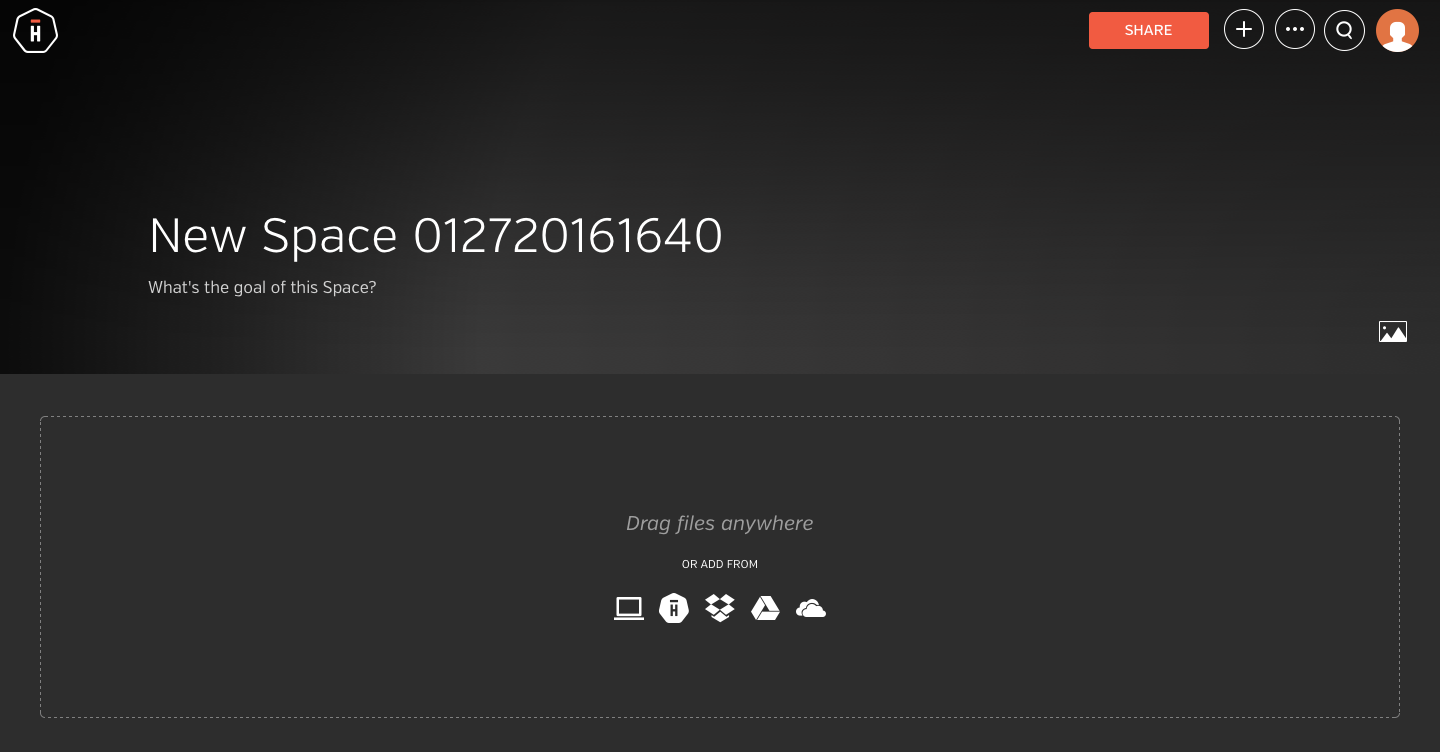 SHARE
New Space 012720161640
What's the goal of this Space?
Drag files anywhere
OR ADD FROM